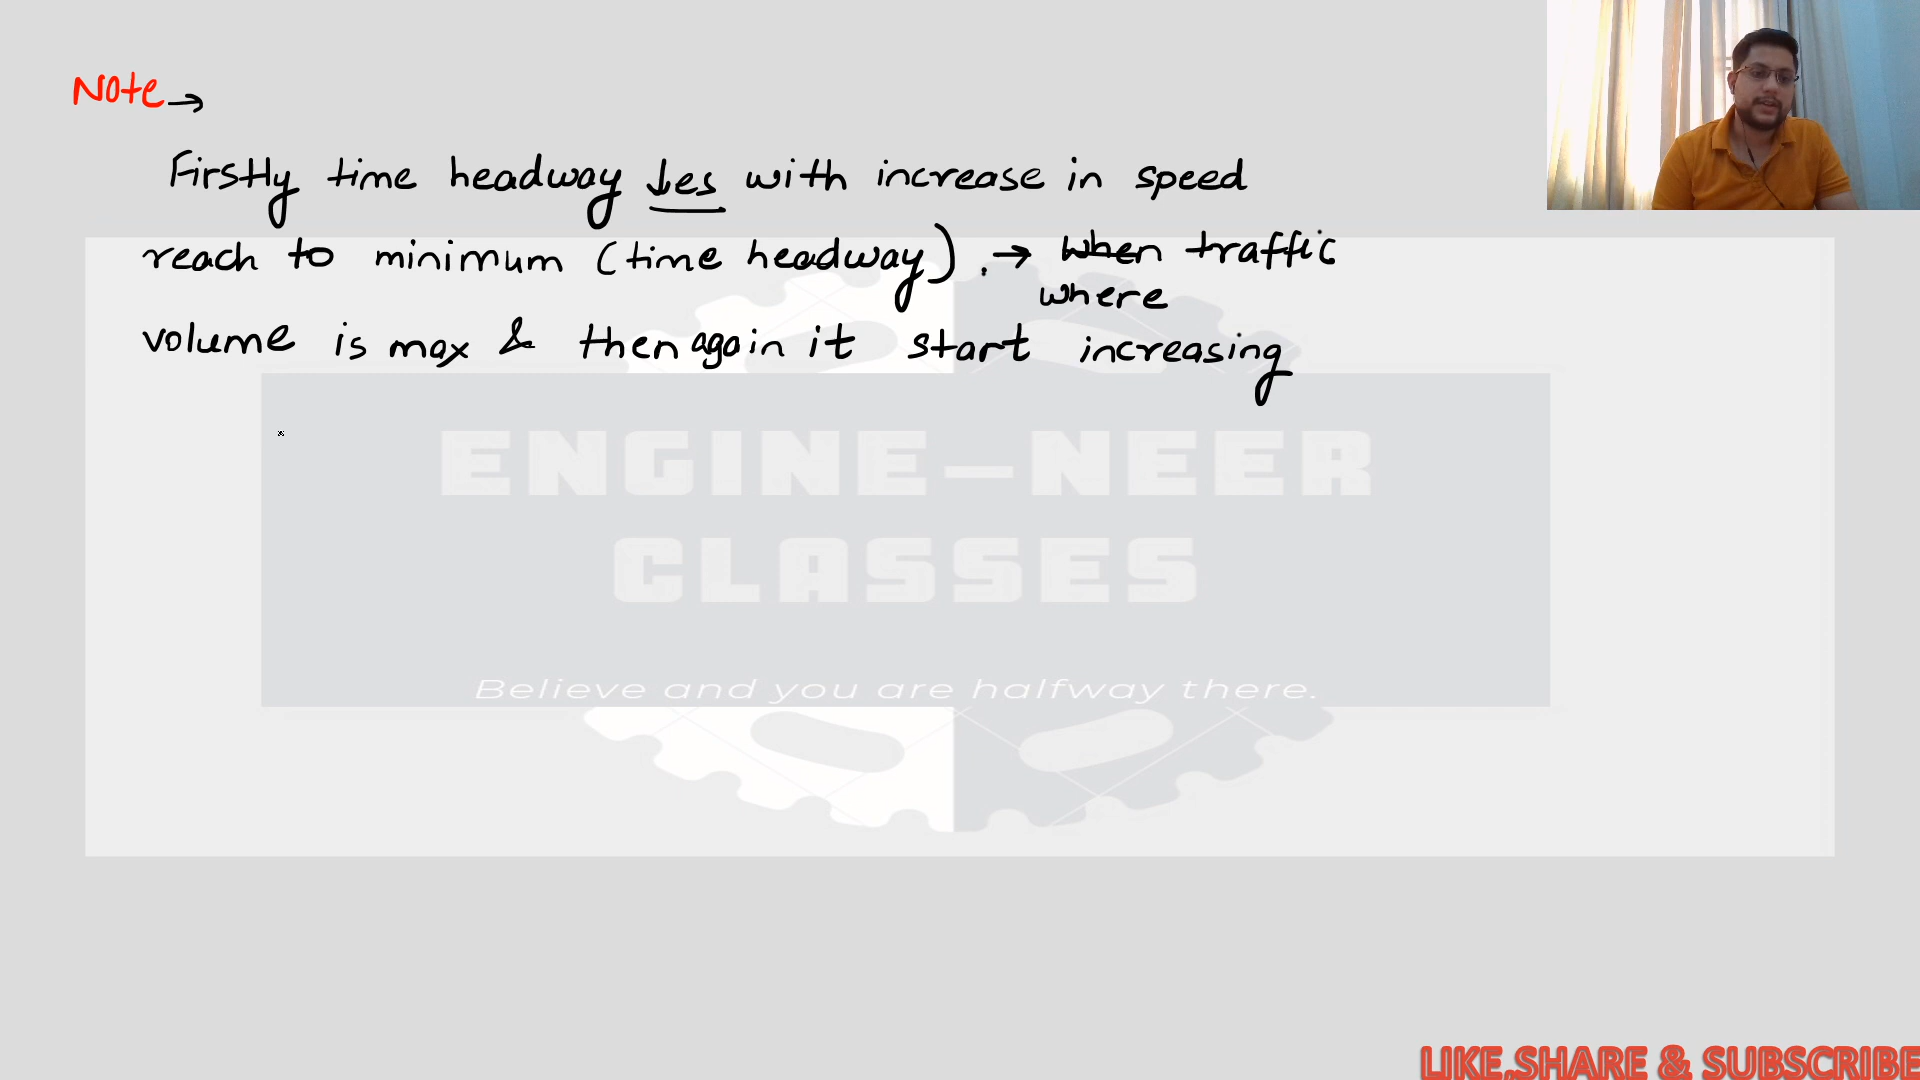 Note →
Firstly time headway ↓es with increase in speed
reach to minimum (time headway). → when traffic
where
volume is max & then again it start increasing
ENGINE-NEER
CLASSES
Believe and you are halfway there.
LIKE,SHARE & SUBSCRIBE